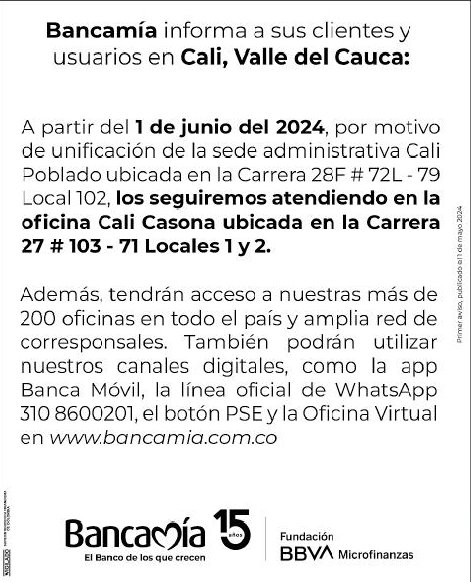 Bancamía informa a sus clientes y
usuarios en Cali, Valle del Cauca:
A partir del 1 de junio del 2024, por motivo
de unificación de la sede administrativa Cali
Poblado ubicada en la Carrera 28F # 72L - 79
Local 102, los seguiremos atendiendo en la
oficina Cali Casona ubicada en la Carrera
27 # 103 - 71 Locales 1 y 2.
Además, tendrán acceso a nuestras más de
200 oficinas en todo el país y amplia red de
corresponsales. También podrán utilizar
nuestros canales digitales, como la app
Banca Móvil, la línea oficial de WhatsApp
310 8600201, el botón PSE y la Oficina Virtual
en www.bancamia.com.co
Primer aviso, publicado el 1 de mayo 2024
VIGILADO SUPERINTENDENCIA FINANCIERA
DE COLOMBIA
Bancamía 15 años
El Banco de los que crecen
Fundación
BBVA Microfinanzas